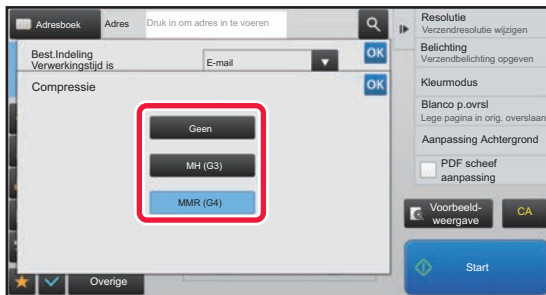 Adresboek
Adres
Druk in om adres in te voeren
Best.Indeling
Verwerkingstijd is
E-mail
OK
Compressie
OK
Geen
MH (G3)
MMR (G4)
Overige
Resolutie
Verzendresolutie wijzigen
Belichting
Verzendbelichting opgeven
Kleurmodus
Blanco p.ovrsl
Lege pagina in orig. overslaan
Aanpassing Achtergrond
PDF scheef
aanpassing
Voorbeeld-
weergave
CA
Start